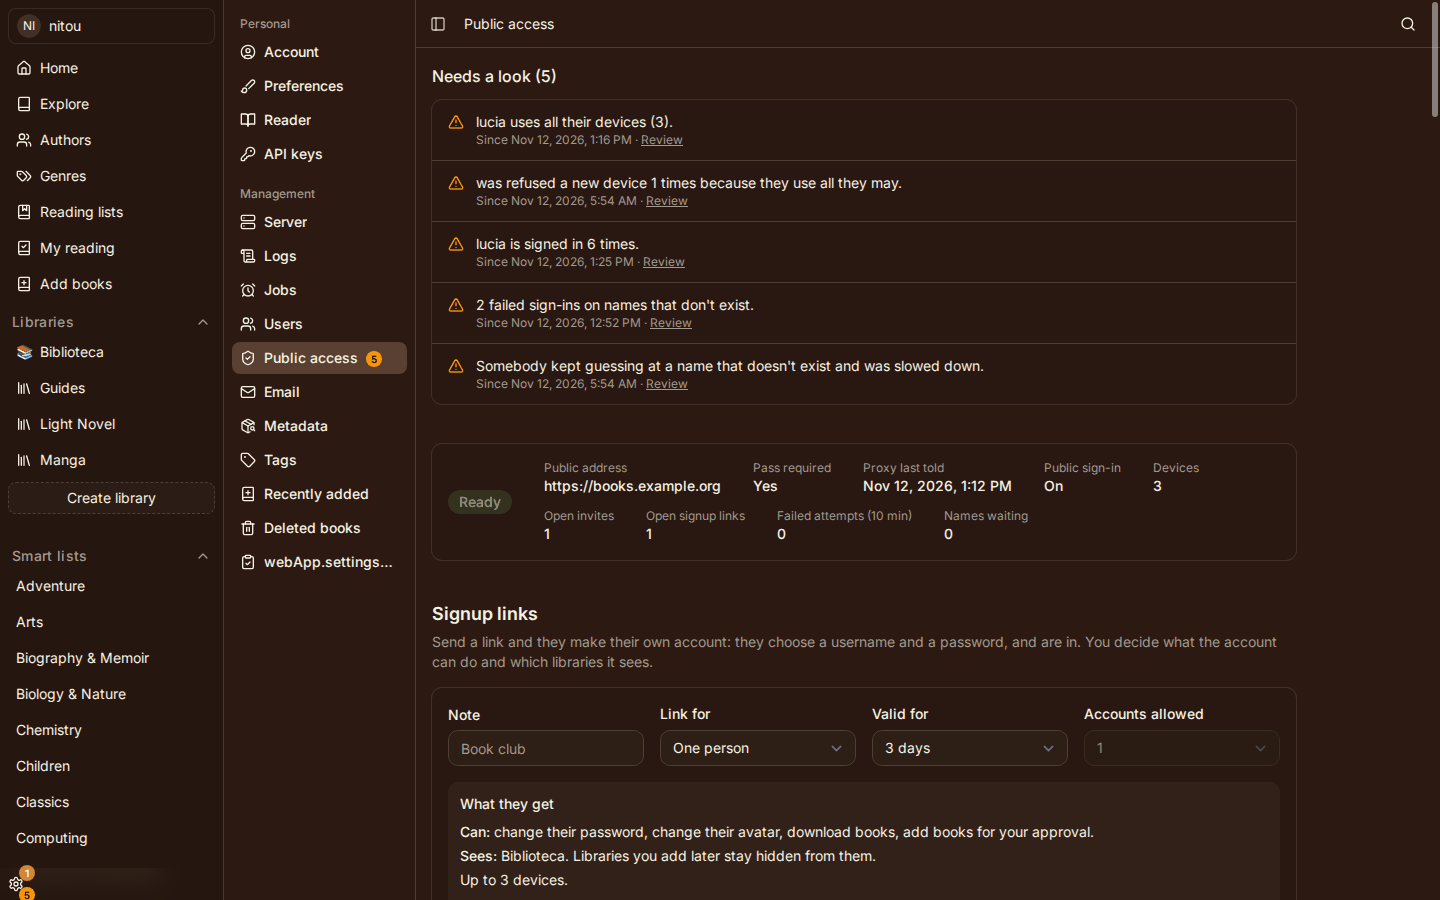 NI nitou
Home
Explore
Authors
Genres
Reading lists
My reading
Add books
Libraries
Biblioteca
Guides
Light Novel
Manga
Create library
Smart lists
Adventure
Arts
Biography & Memoir
Biology & Nature
Chemistry
Children
Classics
Computing
1
5
Personal
Account
Preferences
Reader
API keys
Management
Server
Logs
Jobs
Users
Public access 5
Email
Metadata
Tags
Recently added
Deleted books
webApp.settings...
Public access
Needs a look (5)
lucia uses all their devices (3).
Since Nov 12, 2026, 1:16 PM · Review
was refused a new device 1 times because they use all they may.
Since Nov 12, 2026, 5:54 AM · Review
lucia is signed in 6 times.
Since Nov 12, 2026, 1:25 PM · Review
2 failed sign-ins on names that don't exist.
Since Nov 12, 2026, 12:52 PM · Review
Somebody kept guessing at a name that doesn't exist and was slowed down.
Since Nov 12, 2026, 5:54 AM · Review
Ready
Public address Pass required Proxy last told Public sign-in Devices
https://books.example.org Yes Nov 12, 2026, 1:12 PM On 3
Open invites Open signup links Failed attempts (10 min) Names waiting
1 1 0 0
Signup links
Send a link and they make their own account: they choose a username and a password, and are in. You decide what the account
can do and which libraries it sees.
Note Link for Valid for Accounts allowed
Book club One person 3 days 1
What they get
Can: change their password, change their avatar, download books, add books for your approval.
Sees: Biblioteca. Libraries you add later stay hidden from them.
Up to 3 devices.